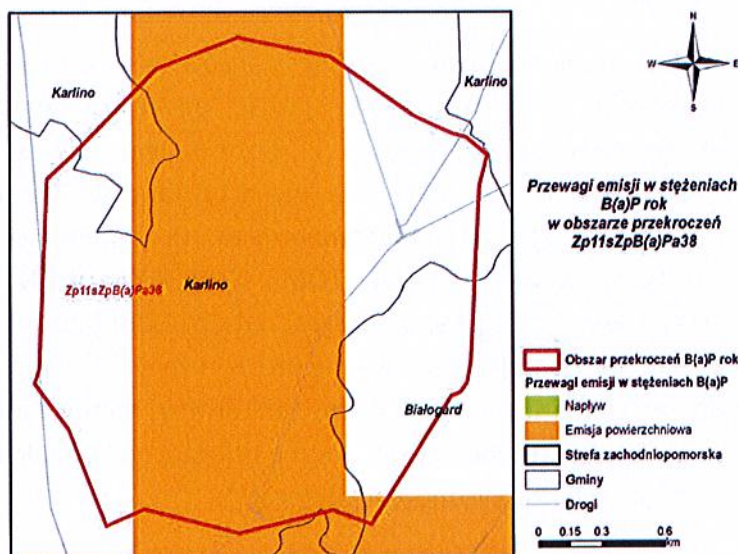 Karlino
Karlino
N
W
E
S
Przewagi emisji w stężeniach
B(a)P rok
w obszarze przekroczeń
Zp11sZpB(a)Pa38
Zp11sZpB(a)Pa38
Karlino
Białogard
Obszar przekroczeń B(a)P rok
Przewagi emisji w stężeniach B(a)P
Napływ
Emisja powierzchniowa
Strefa zachodniopomorska
Gminy
Drogi
0 0.15 0.3 0.6
km